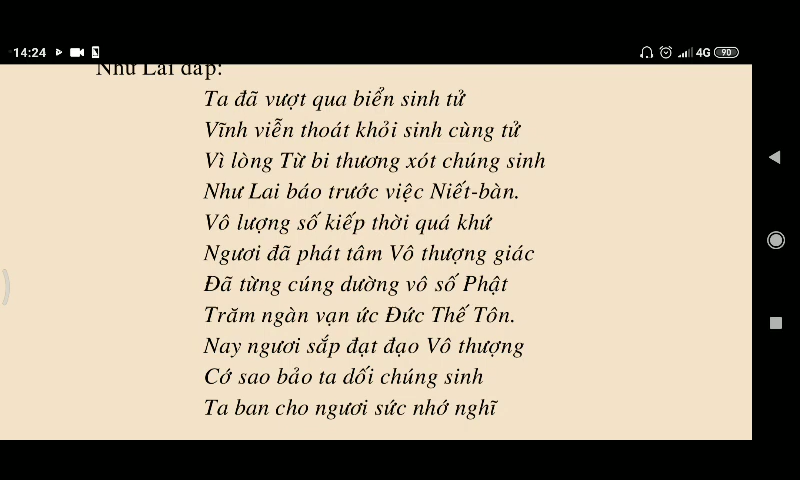 14:24
4G 90
Như Lai đáp:
Ta đã vượt qua biển sinh tử
Vĩnh viễn thoát khỏi sinh cùng tử
Vì lòng Từ bi thương xót chúng sinh
Như Lai báo trước việc Niết-bàn.
Vô lượng số kiếp thời quá khứ
Ngươi đã phát tâm Vô thượng giác
Đã từng cúng dường vô số Phật
Trăm ngàn vạn ức Đức Thế Tôn.
Nay ngươi sắp đạt đạo Vô thượng
Cớ sao bảo ta dối chúng sinh
Ta ban cho ngươi sức nhớ nghĩ